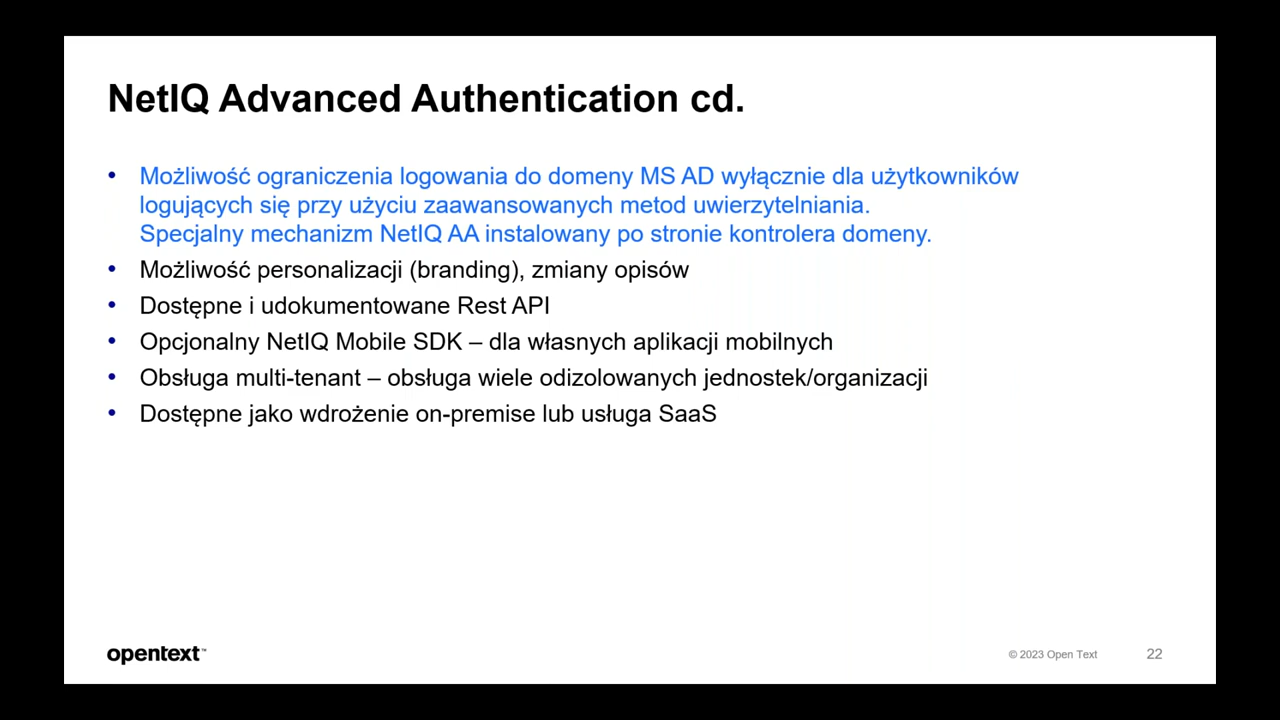 NetIQ Advanced Authentication cd.
• Możliwość ograniczenia logowania do domeny MS AD wyłącznie dla użytkowników
logujących się przy użyciu zaawansowanych metod uwierzytelniania.
Specjalny mechanizm NetIQ AA instalowany po stronie kontrolera domeny.
• Możliwość personalizacji (branding), zmiany opisów
• Dostępne i udokumentowane Rest API
• Opcjonalny NetIQ Mobile SDK – dla własnych aplikacji mobilnych
• Obsługa multi-tenant – obsługa wiele odizolowanych jednostek/organizacji
• Dostępne jako wdrożenie on-premise lub usługa SaaS
opentext™
© 2023 Open Text
22